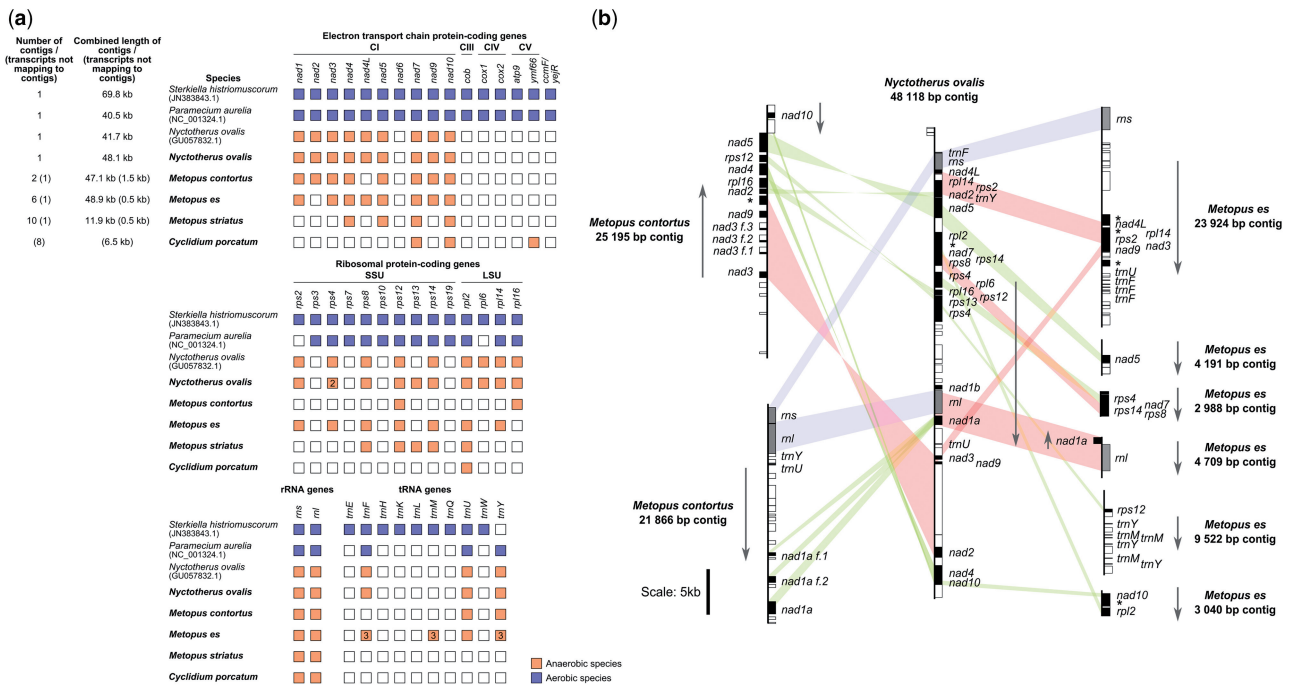 (a)
Number of contigs / (transcripts not mapping to contigs)
Combined length of contigs / (transcripts not mapping to contigs)
Species
Electron transport chain protein-coding genes
CI CIII CIV CV
nad1 nad2 nad3 nad4 nad4L nad5 nad6 nad7 nad9 nad10 cob cox1 cox2 atp9 ymf66 ccmF/yejR
1 69.8 kb Sterkiella histriomuscorum (JN383843.1)
1 40.5 kb Paramecium aurelia (NC_001324.1)
1 41.7 kb Nyctotherus ovalis (GU057832.1)
1 48.1 kb Nyctotherus ovalis
2 (1) 47.1 kb (1.5 kb) Metopus contortus
6 (1) 48.9 kb (0.5 kb) Metopus es
10 (1) 11.9 kb (0.5 kb) Metopus striatus
(8) (6.5 kb) Cyclidium porcatum
Ribosomal protein-coding genes
SSU LSU
rps2 rps3 rps4 rps7 rps8 rps10 rps12 rps13 rps14 rps19 rpl2 rpl6 rpl14 rpl16
Sterkiella histriomuscorum (JN383843.1)
Paramecium aurelia (NC_001324.1)
Nyctotherus ovalis (GU057832.1)
Nyctotherus ovalis 2
Metopus contortus
Metopus es
Metopus striatus
Cyclidium porcatum
rRNA genes tRNA genes
rns rnl trnE trnF trnH trnK trnL trnM trnQ trnU trnW trnY
Sterkiella histriomuscorum (JN383843.1)
Paramecium aurelia (NC_001324.1)
Nyctotherus ovalis (GU057832.1)
Nyctotherus ovalis
Metopus contortus
Metopus es 3 3 3
Metopus striatus
Cyclidium porcatum
Anaerobic species
Aerobic species
(b)
Metopus contortus
25 195 bp contig
nad10
nad5
rps12
nad4
rpl16
nad2
*
nad9
nad3 f.3
nad3 f.2
nad3 f.1
nad3
Metopus contortus
21 866 bp contig
rns
rnl
trnY
trnU
nad1a f.1
nad1a f.2
nad1a
Scale: 5kb
Nyctotherus ovalis
48 118 bp contig
trnF
rns
nad4L
rpl14 rps2
nad2 trnY
nad5
rpl2
*
nad7
rps8 rps14
rps4 rpl6
rpl16 rps12
rps13
rps4
nad1b
rnl
nad1a
trnU
nad3 nad9
nad2
nad4
nad10
Metopus es
23 924 bp contig
rns
*
nad4L
* rpl14
rps2 nad3
nad9
*
trnU
trnF
trnF
trnF
Metopus es
4 191 bp contig
nad5
Metopus es
2 988 bp contig
rps4 nad7
rps14 rps8
Metopus es
4 709 bp contig
nad1a
rnl
Metopus es
9 522 bp contig
rps12
trnY
trnM trnM
trnY
trnM
trnY
Metopus es
3 040 bp contig
nad10
*
rpl2